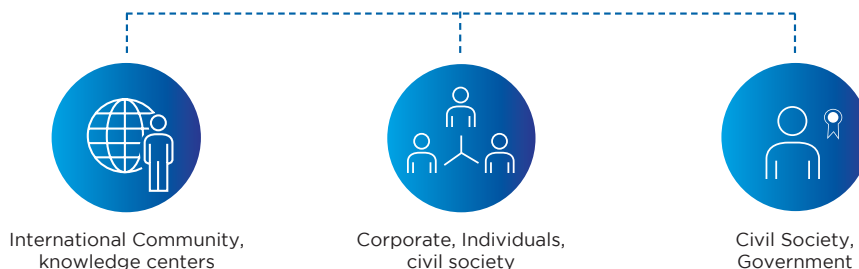 International Community,
knowledge centers
Corporate, Individuals,
civil society
Civil Society,
Government